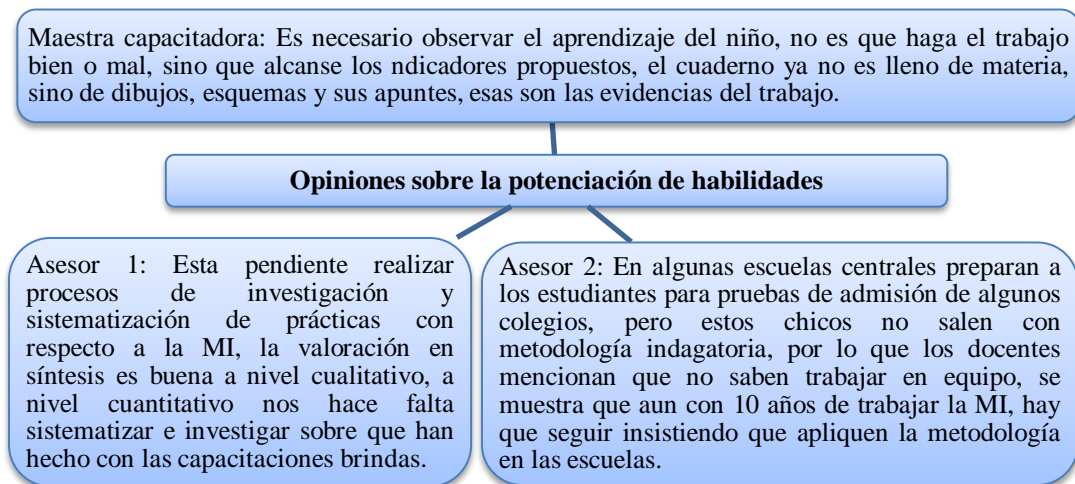 Maestra capacitadora: Es necesario observar el aprendizaje del niño, no es que haga el trabajo
bien o mal, sino que alcanse los ndicadores propuestos, el cuaderno ya no es lleno de materia,
sino de dibujos, esquemas y sus apuntes, esas son las evidencias del trabajo.
Opiniones sobre la potenciación de habilidades
Asesor 1: Esta pendiente realizar
procesos de investigación y
sistematización de prácticas con
respecto a la MI, la valoración en
síntesis es buena a nivel cualitativo, a
nivel cuantitativo nos hace falta
sistematizar e investigar sobre que han
hecho con las capacitaciones brindas.
Asesor 2: En algunas escuelas centrales preparan a
los estudiantes para pruebas de admisión de algunos
colegios, pero estos chicos no salen con
metodología indagatoria, por lo que los docentes
mencionan que no saben trabajar en equipo, se
muestra que aun con 10 años de trabajar la MI, hay
que seguir insistiendo que apliquen la metodología
en las escuelas.